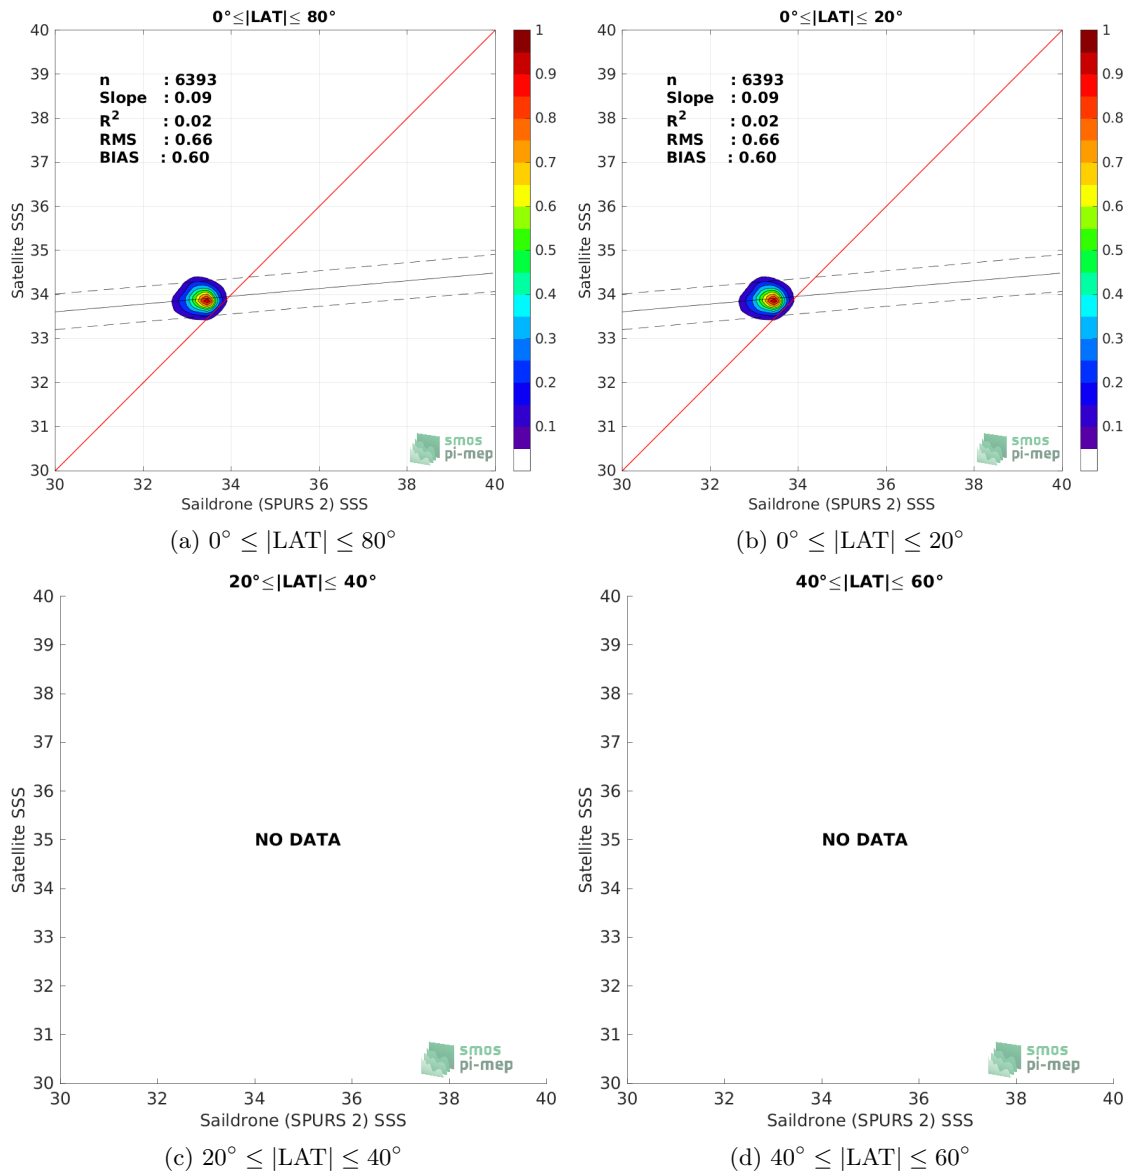 0°≤|LAT|≤ 80°
40
39
38
37
36
35
34
33
32
31
30
Satellite SSS
n : 6393
Slope : 0.09
R² : 0.02
RMS : 0.66
BIAS : 0.60
1
0.9
0.8
0.7
0.6
0.5
0.4
0.3
0.2
0.1
smos
pi-mep
30 32 34 36 38 40
Saildrone (SPURS 2) SSS
(a) 0° ≤ |LAT| ≤ 80°
0°≤|LAT|≤ 20°
40
39
38
37
36
35
34
33
32
31
30
Satellite SSS
n : 6393
Slope : 0.09
R² : 0.02
RMS : 0.66
BIAS : 0.60
1
0.9
0.8
0.7
0.6
0.5
0.4
0.3
0.2
0.1
smos
pi-mep
30 32 34 36 38 40
Saildrone (SPURS 2) SSS
(b) 0° ≤ |LAT| ≤ 20°
20°≤|LAT|≤ 40°
40
39
38
37
36
35
34
33
32
31
30
Satellite SSS
NO DATA
smos
pi-mep
30 32 34 36 38 40
Saildrone (SPURS 2) SSS
(c) 20° ≤ |LAT| ≤ 40°
40°≤|LAT|≤ 60°
40
39
38
37
36
35
34
33
32
31
30
Satellite SSS
NO DATA
smos
pi-mep
30 32 34 36 38 40
Saildrone (SPURS 2) SSS
(d) 40° ≤ |LAT| ≤ 60°